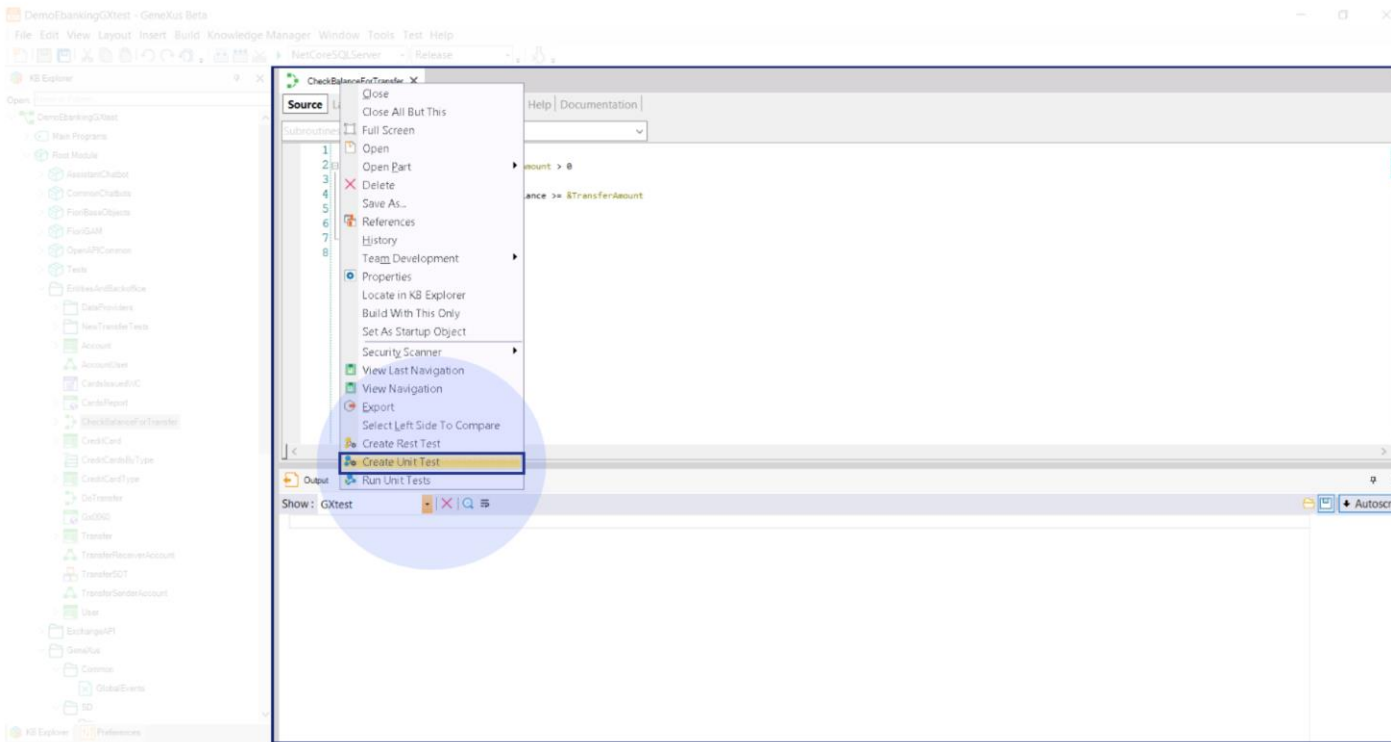 DemoEbankingGXtest - GeneXus Beta
File Edit View Layout Insert Build Knowledge Manager Window Tools Test Help
NetCoreSQLServer Release
KB Explorer
Open:
DemoEbankingGXtest
Main Programs
Root Module
AssistantChatbot
CommonChatbots
FioriBaseObjects
FioriGAM
OpenAPICommon
Tests
EntitiesAndBackoffice
DataProviders
NewTransferTests
Account
AccountUser
CardsReport
CheckBalanceForTransfer
CreditCard
CreditCardsByType
CreditCardType
DoTransfer
Transfer
TransferReceiverAccount
TransferSDT
TransferSenderAccount
User
ExchangeAPI
GeneXus
Common
GlobalEvents
SD
KB Explorer Preferences
CheckBalanceForTransfer
Source Help Documentation
Subroutines
1
2 mount > 0
3
4 ance >= &TransferAmount
5
6
7
8
Close
Close All But This
Full Screen
Open
Open Part
Delete
Save As...
References
History
Team Development
Properties
Locate in KB Explorer
Build With This Only
Set As Startup Object
Security Scanner
View Last Navigation
View Navigation
Export
Select Left Side To Compare
Create Rest Test
Create Unit Test
Run Unit Tests
Output
Show: GXtest Autoscr